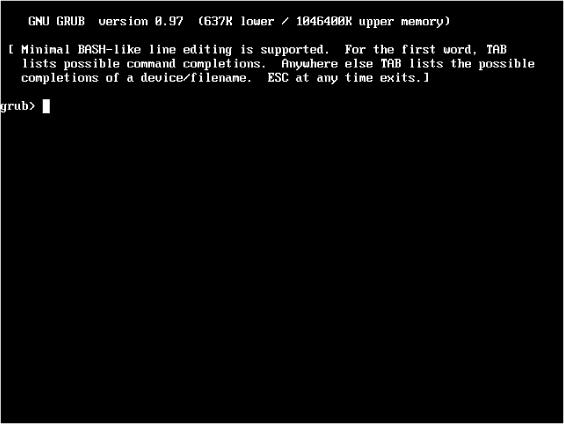 GNU GRUB  version 0.97  (637K lower / 1046400K upper memory)
[ Minimal BASH-like line editing is supported.  For the first word, TAB
lists possible command completions.  Anywhere else TAB lists the possible
completions of a device/filename.  ESC at any time exits.]
grub>